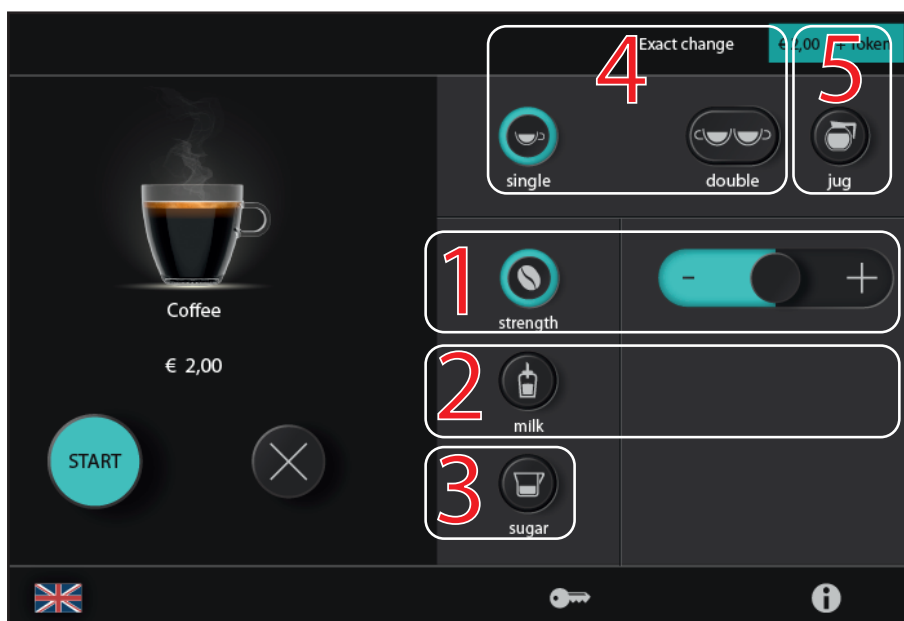 Exact change
€2,00 + Token
4
5
single
double
jug
1
- +
strength
Coffee
€ 2,00
2
milk
START
3
sugar